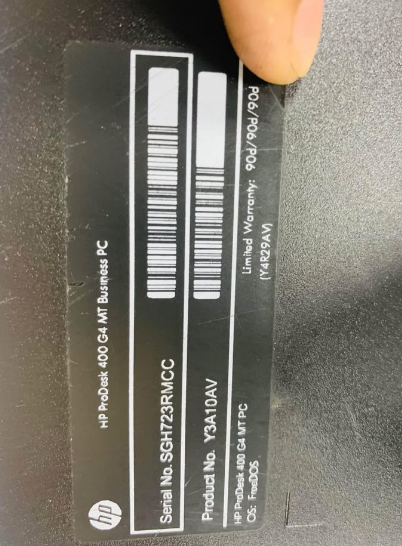 hp
HP ProDesk 400 G4 MT Business PC
Serial No. SGH723RMCC
Product No. Y3A10AV
HP ProDesk 400 G4 MT PC
OS: FreeDOS
Limited Warranty: 90d/90d/90d
(Y4R29AV)